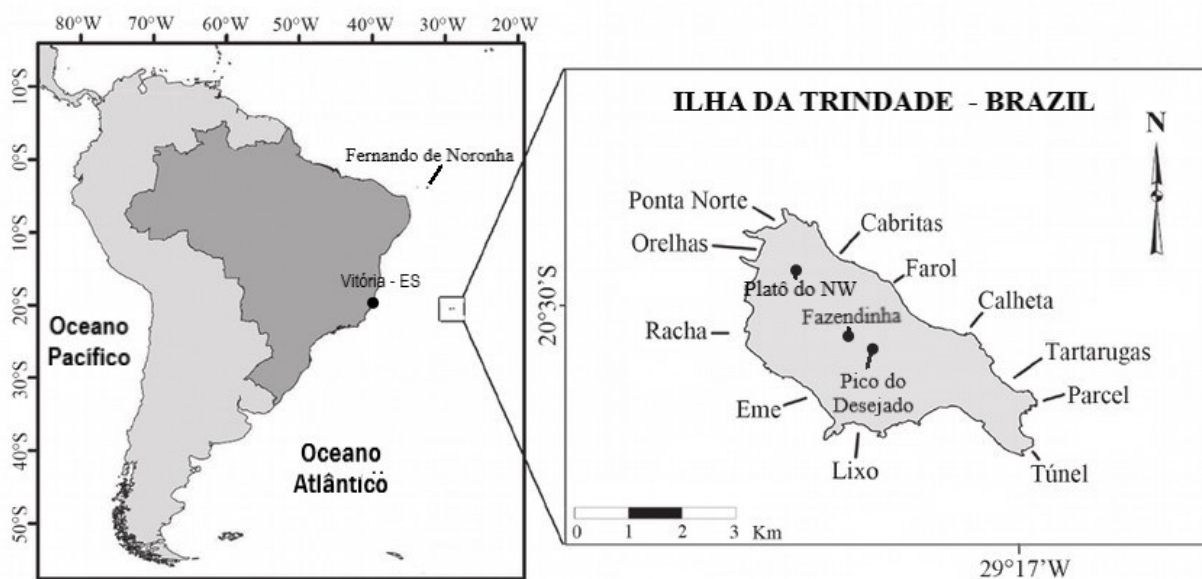 80°W 70°W 60°W 50°W 40°W 30°W 20°W
10°S
0°S
10°S
20°S
30°S
40°S
50°S
Fernando de Noronha
Vitória - ES
Oceano
Pacífico
Oceano
Atlântico
ILHA DA TRINDADE - BRAZIL
N
Ponta Norte
Orelhas
Cabritas
Farol
Platô do NW
Fazendinha
Calheta
Racha
Tartarugas
Pico do
Desejado
Parcel
Eme
Lixo
Túnel
0 1 2 3 Km
20°30'S
29°17'W